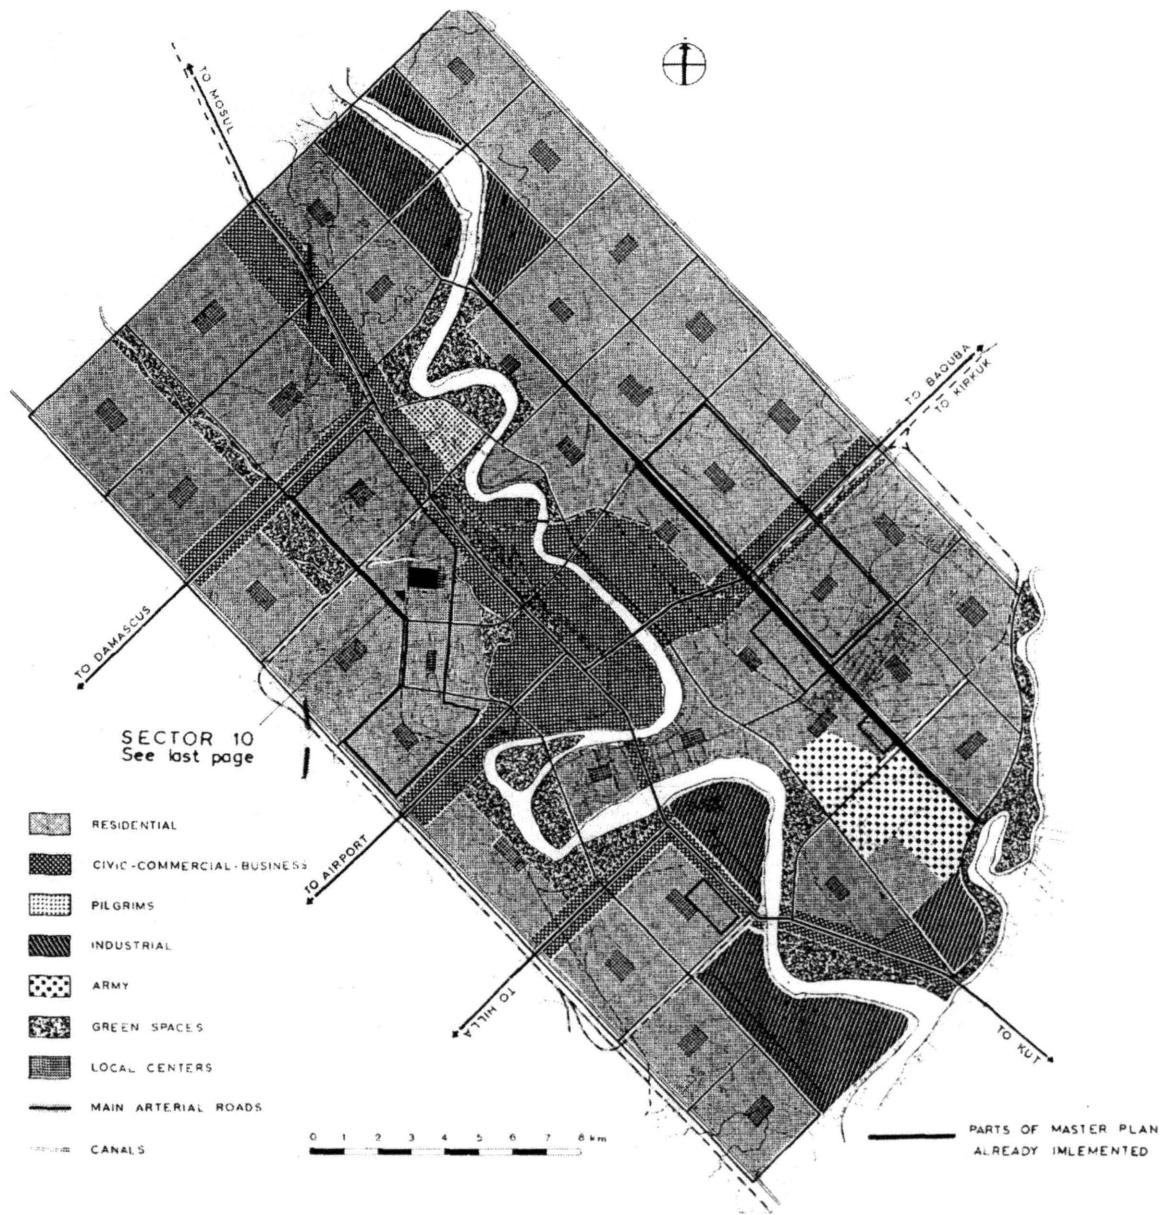 TO MOSUL
TO BAQUBA
TO KIRKUK
TO DAMASCUS
SECTOR 10
See last page
TO AIRPORT
TO HILLA
TO KUT
RESIDENTIAL
CIVIC-COMMERCIAL-BUSINESS
PILGRIMS
INDUSTRIAL
ARMY
GREEN SPACES
LOCAL CENTERS
MAIN ARTERIAL ROADS
CANALS
0 1 2 3 4 5 6 7 8 km
PARTS OF MASTER PLAN
ALREADY IMLEMENTED